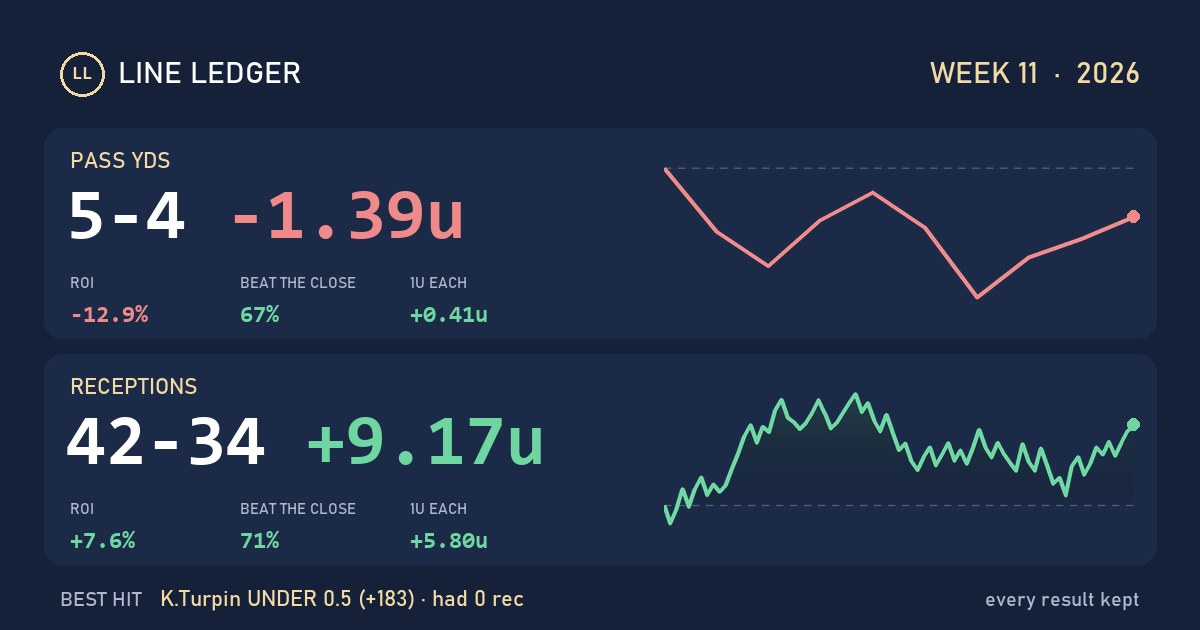 LL LINE LEDGER
WEEK 11 · 2026
PASS YDS
5-4 -1.39u
ROI BEAT THE CLOSE 1U EACH
-12.9% 67% +0.41u
RECEPTIONS
42-34 +9.17u
ROI BEAT THE CLOSE 1U EACH
+7.6% 71% +5.80u
BEST HIT K.Turpin UNDER 0.5 (+183) · had 0 rec
every result kept